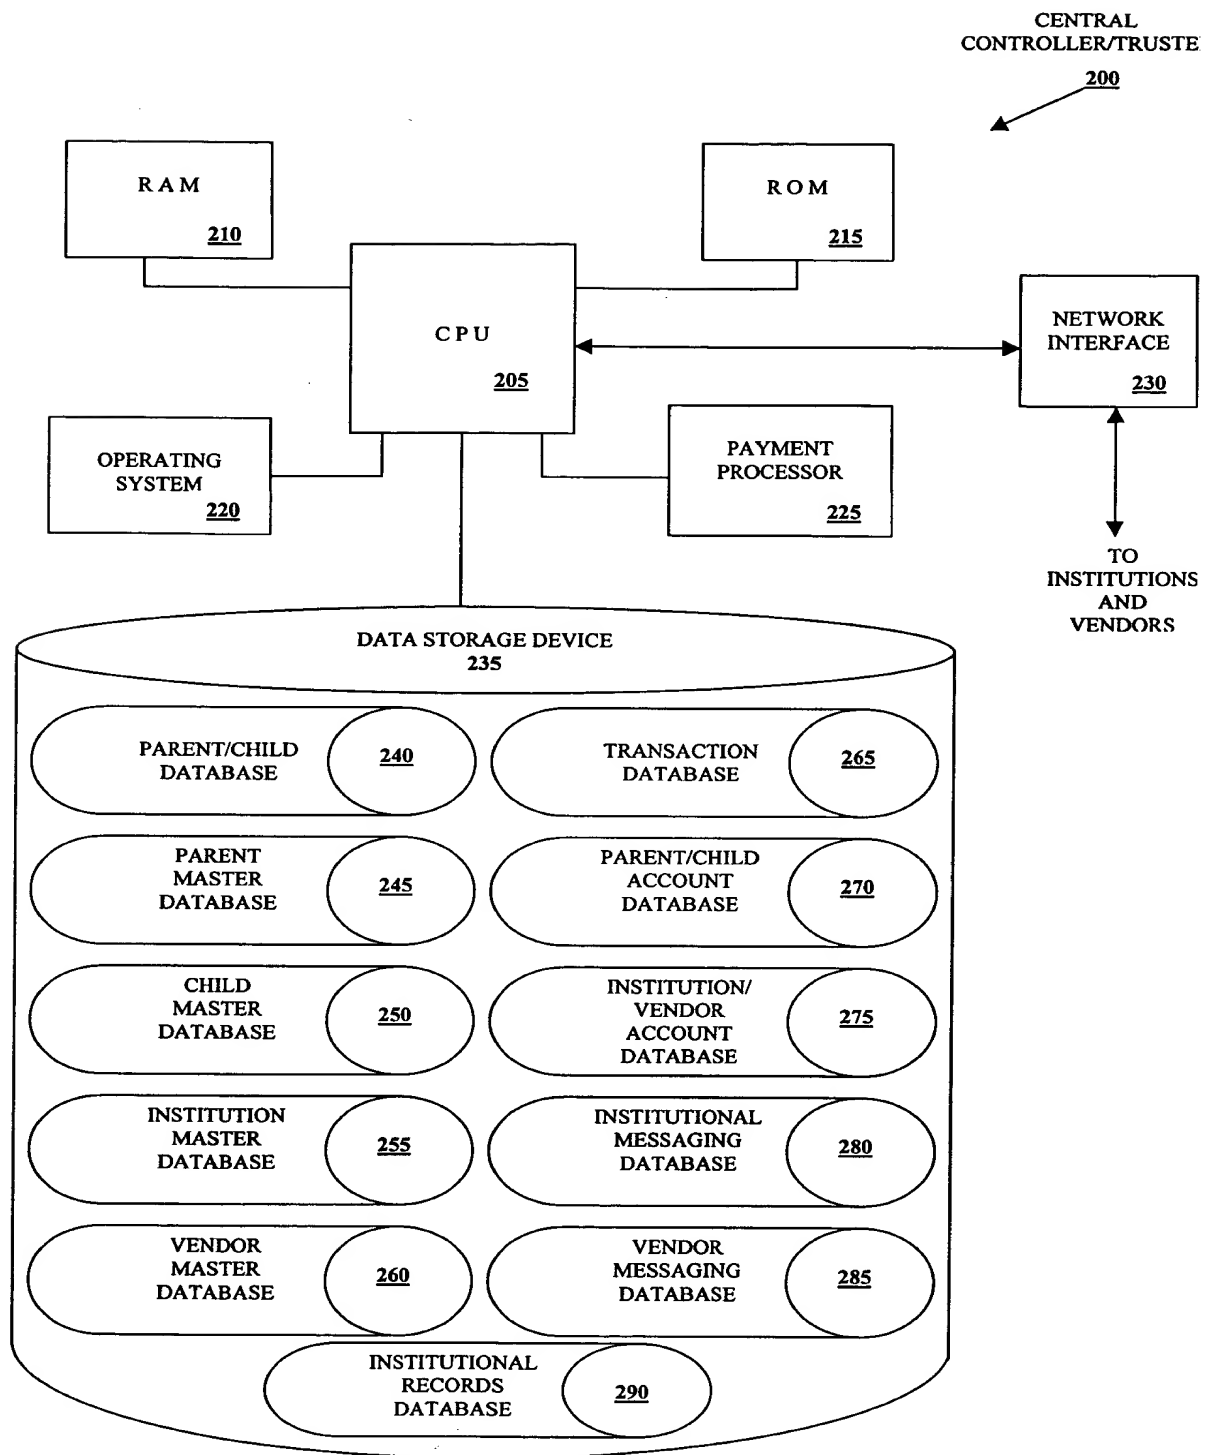 CENTRAL
CONTROLLER/TRUSTE
200
RAM
210
ROM
215
CPU
205
NETWORK
INTERFACE
230
OPERATING
SYSTEM
220
PAYMENT
PROCESSOR
225
TO
INSTITUTIONS
AND
VENDORS
DATA STORAGE DEVICE
235
PARENT/CHILD
DATABASE
240
TRANSACTION
DATABASE
265
PARENT
MASTER
DATABASE
245
PARENT/CHILD
ACCOUNT
DATABASE
270
CHILD
MASTER
DATABASE
250
INSTITUTION/
VENDOR
ACCOUNT
DATABASE
275
INSTITUTION
MASTER
DATABASE
255
INSTITUTIONAL
MESSAGING
DATABASE
280
VENDOR
MASTER
DATABASE
260
VENDOR
MESSAGING
DATABASE
285
INSTITUTIONAL
RECORDS
DATABASE
290